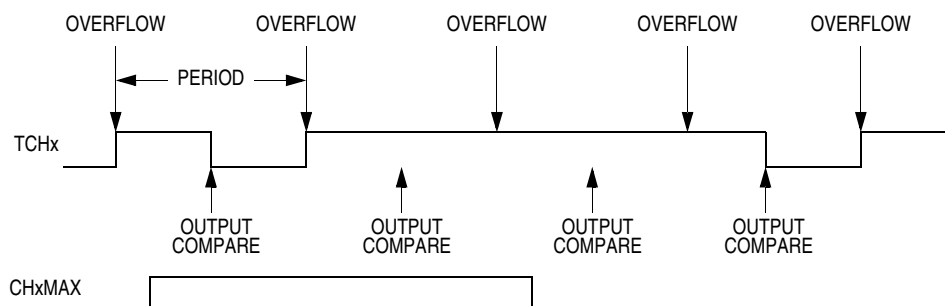 OVERFLOW OVERFLOW OVERFLOW OVERFLOW OVERFLOW
PERIOD
TCHx
OUTPUT OUTPUT OUTPUT OUTPUT
COMPARE COMPARE COMPARE COMPARE
CHxMAX